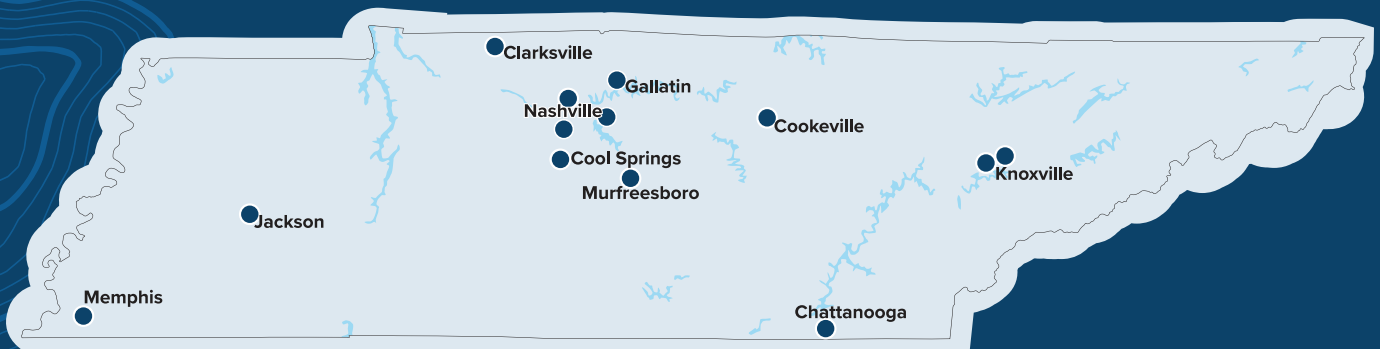 Clarksville
Gallatin
Nashville
Cookeville
Cool Springs
Knoxville
Murfreesboro
Jackson
Memphis
Chattanooga